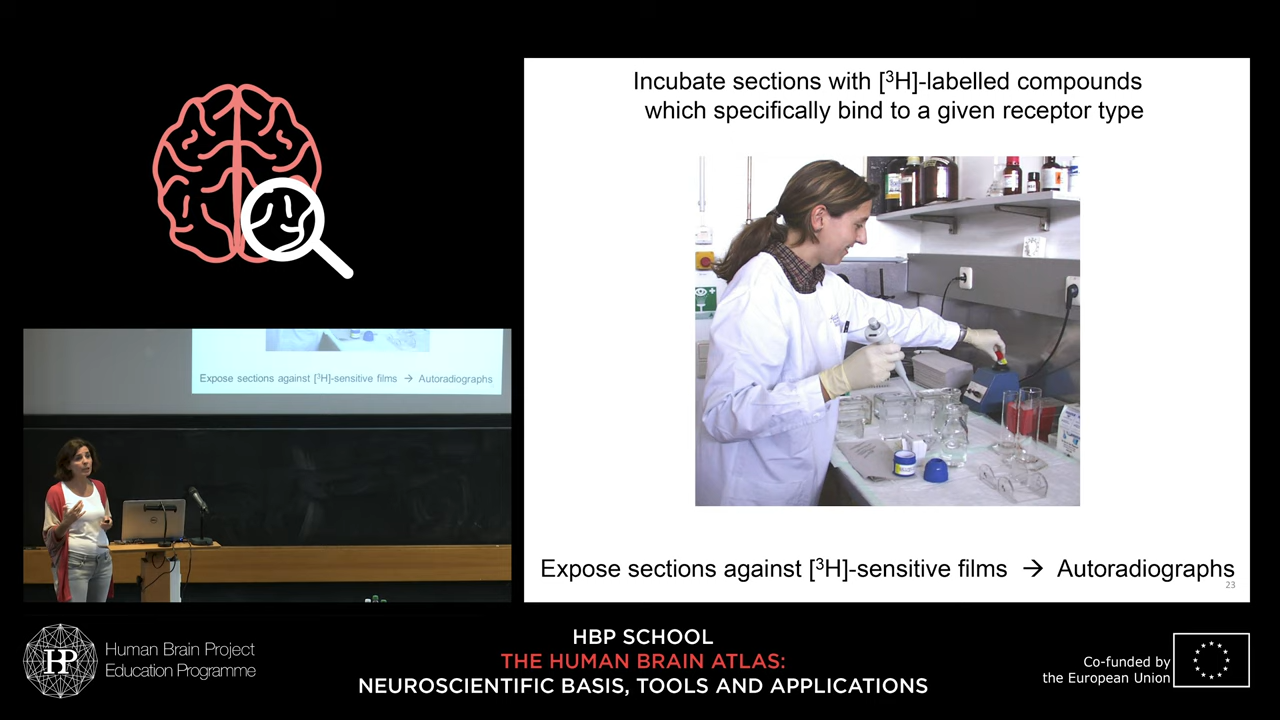 Incubate sections with [³H]-labelled compounds
which specifically bind to a given receptor type
Expose sections against [³H]-sensitive films → Autoradiographs
23
Expose sections against [³H]-sensitive films → Autoradiographs
HP
Human Brain Project
Education Programme
HBP SCHOOL
THE HUMAN BRAIN ATLAS:
NEUROSCIENTIFIC BASIS, TOOLS AND APPLICATIONS
Co-funded by
the European Union